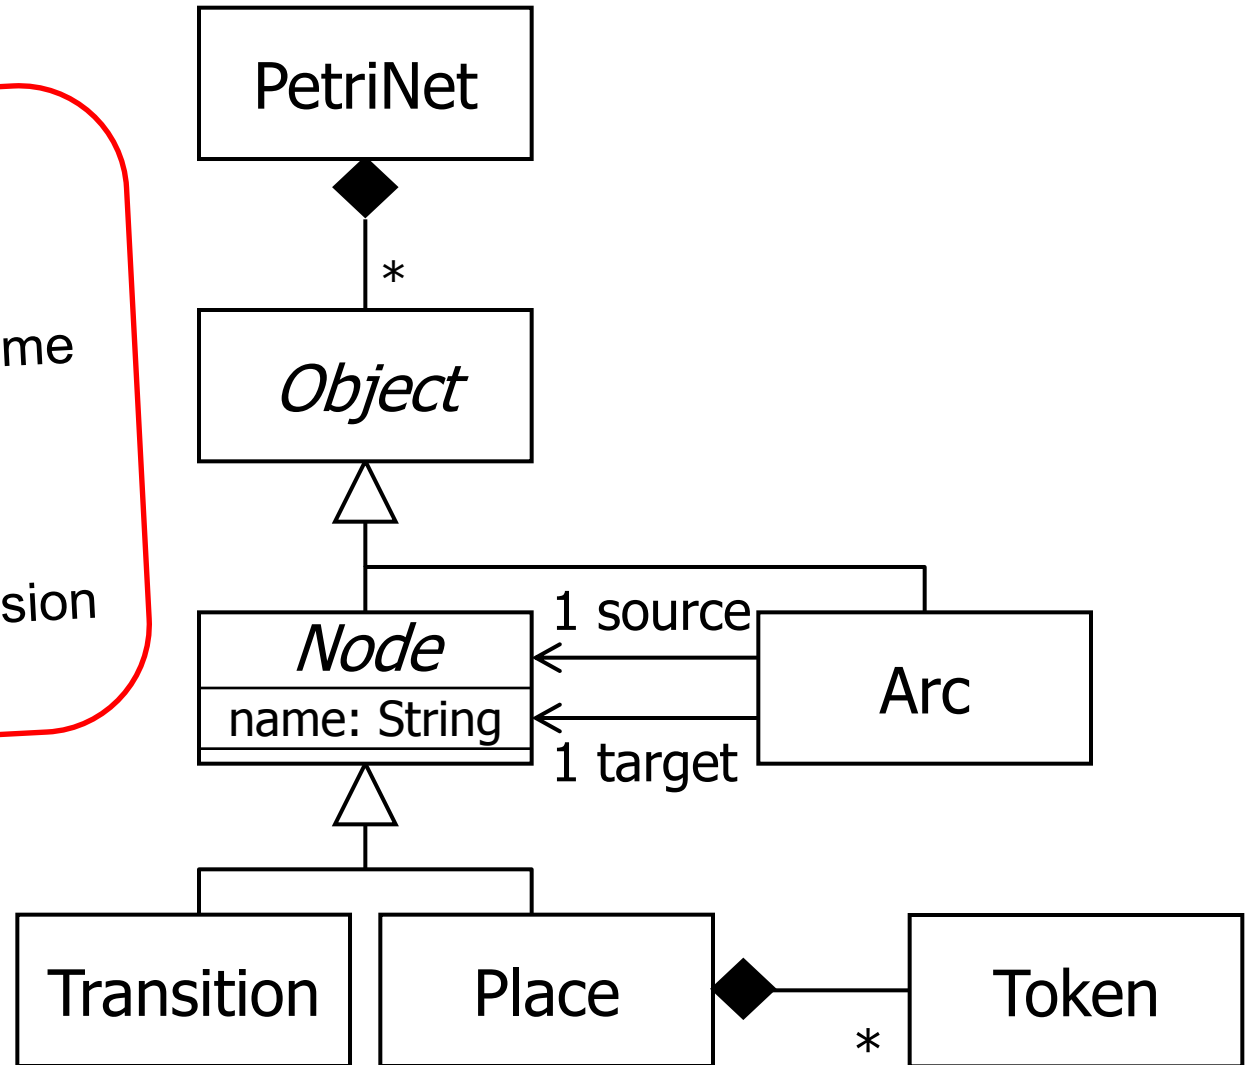 PetriNet
*
me
Object
sion
1 source
Node
Arc
name: String
1 target
Transition
Place
Token
*